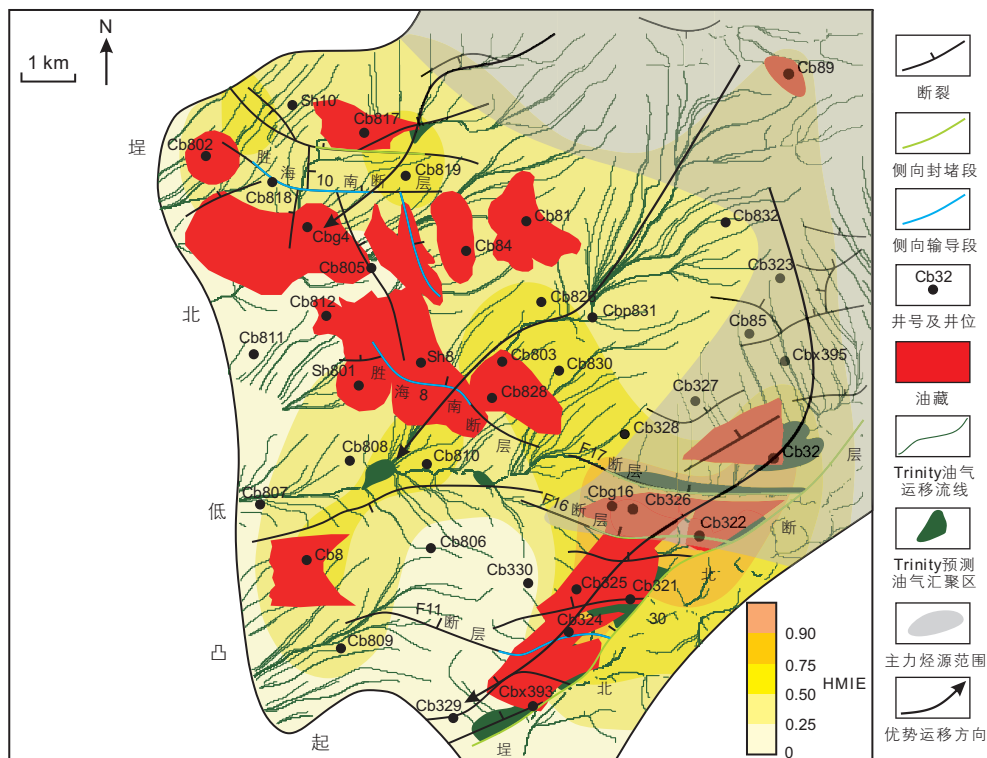 N
1 km
Cb89
Sh10
Cb817
埕
Cb802
胜
海
10
南
断
层
Cb819
Cb818
Cb81
Cb832
Cbg4
Cb84
Cb805
Cb323
Cb812
Cb826
Cbp831
北
Cb85
Cb811
Sh8
Cb803
Cb830
Cbx395
Sh801
胜
海
8
南
断
层
Cb828
Cb327
Cb328
Cb808
Cb810
F17
断层
Cb32
层
Cb807
F16
断
层
Cbg16
Cb326
Cb322
低
断
Cb806
Cb8
Cb330
Cb325
Cb321
北
F11
断
层
Cb324
30
Cb809
凸
Cbx393
北
Cb329
埕
起
0.90
0.75
0.50
0.25
0
HMIE
断裂
侧向封堵段
侧向输导段
Cb32
井号及井位
油藏
Trinity油气
运移流线
Trinity预测
油气汇聚区
主力烃源范围
优势运移方向